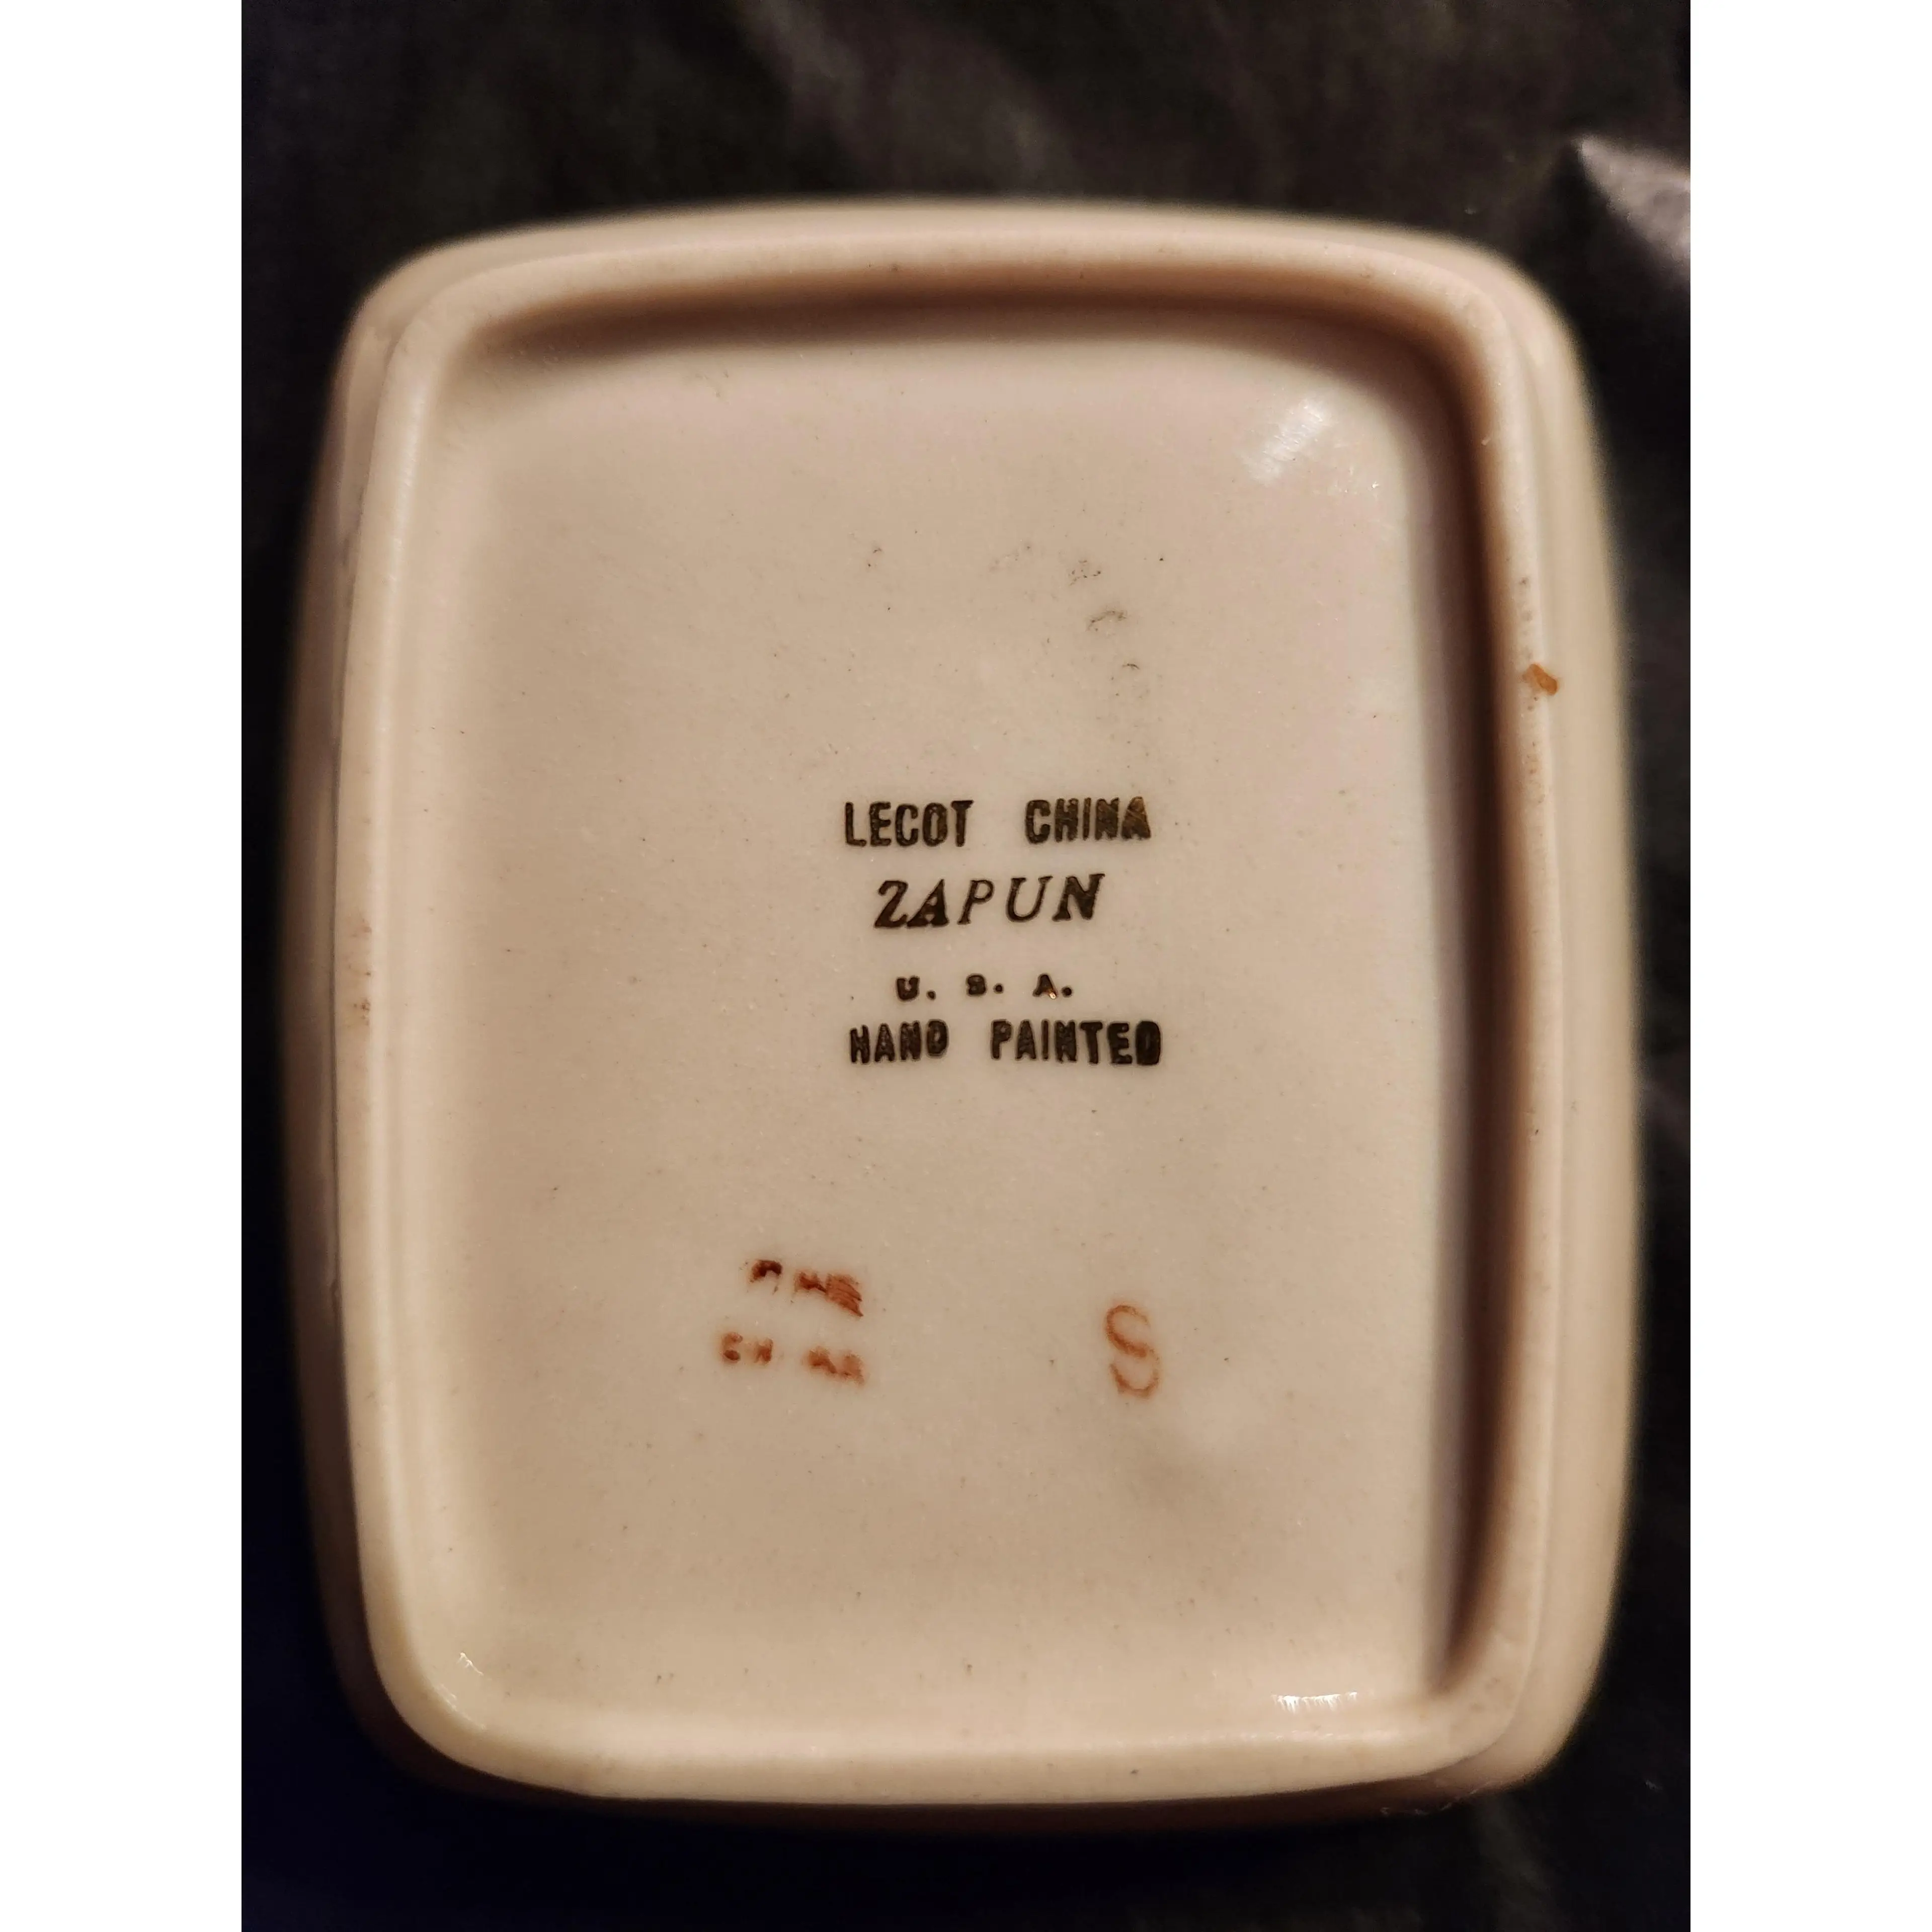 LECOT CHINA
ZAPUN
U. S. A.
HAND PAINTED
S